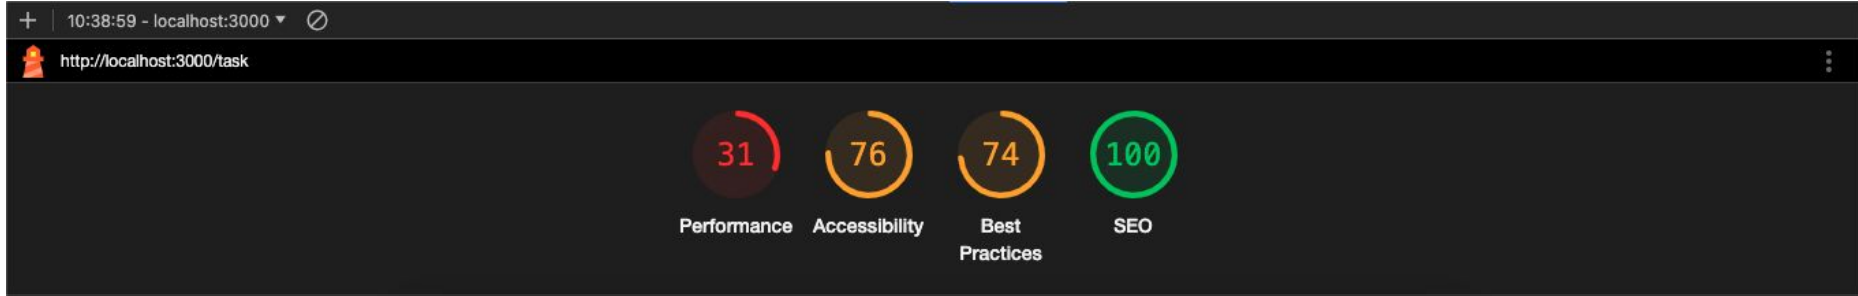 10:38:59 - localhost:3000
http://localhost:3000/task
31 76 74 100
Performance Accessibility Best Practices SEO